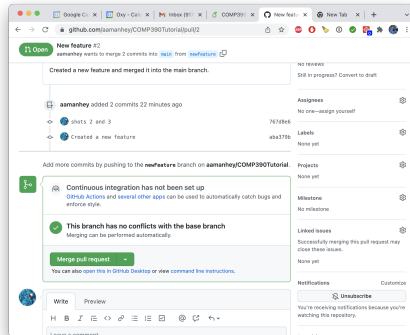 Google Ca
Oxy - Cale
M Inbox (91
COMP390
New feat
New Tab
github.com/aamanhey/COMP390Tutorial/pull/2
Open
New feature #2
aamanhey wants to merge 2 commits into main from newFeature
Created a new feature and merged it into the main branch.
No reviews
Still in progress? Convert to draft
aamanhey added 2 commits 22 minutes ago
shots 2 and 3 767d8e6
Created a new feature aba379b
Assignees
No one—assign yourself
Labels
None yet
Add more commits by pushing to the newFeature branch on aamanhey/COMP390Tutorial.
Projects
None yet
Continuous integration has not been set up
GitHub Actions and several other apps can be used to automatically catch bugs and
enforce style.
Milestone
No milestone
This branch has no conflicts with the base branch
Merging can be performed automatically.
Linked issues
Successfully merging this pull request may
close these issues.
None yet
Merge pull request
You can also open this in GitHub Desktop or view command line instructions.
Notifications Customize
Unsubscribe
You're receiving notifications because you're
watching this repository.
Write Preview
H B I
Leave a comment